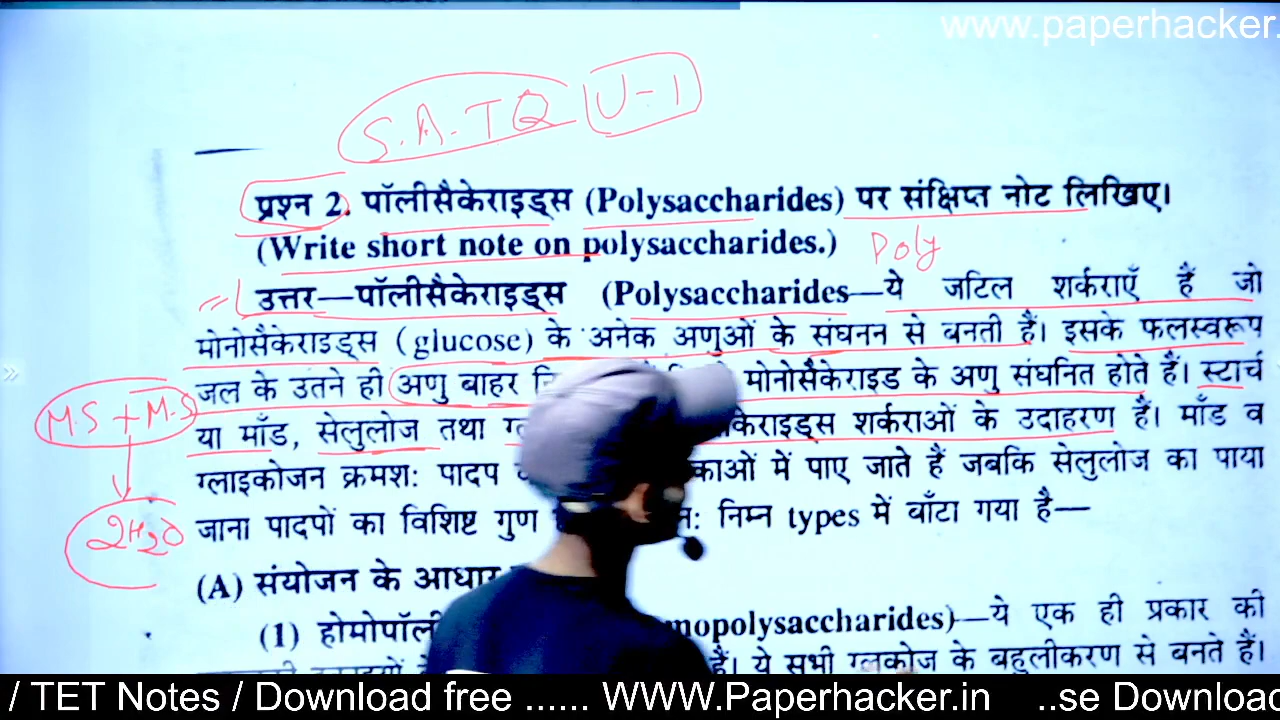 www.paperhacker.
S.A.TQ U-1
प्रश्न 2. पॉलीसैकेराइड्स (Polysaccharides) पर संक्षिप्त नोट लिखिए।
(Write short note on polysaccharides.) Poly
उत्तर—पॉलीसैकेराइड्स (Polysaccharides—ये जटिल शर्कराएँ हैं जो
मोनोसैकेराइड्स (glucose) के अनेक अणुओं के संघनन से बनती हैं। इसके फलस्वरूप
जल के उतने ही अणु बाहर मोनोसैकेराइड के अणु संघनित होते हैं। स्टार्च
M.S + M.S
या माँड, सेलुलोज तथा शर्कराओं के उदाहरण हैं। माँड व
ग्लाइकोजन क्रमशः पादप में पाए जाते हैं जबकि सेलुलोज का पाया
2H2O
जाना पादपों का विशिष्ट गुण निम्न types में बाँटा गया है—
(A) संयोजन के आधार
(1) ये एक ही प्रकार की
हैं। ये सभी ग्लूकोज के बहुलीकरण से बनते हैं।
/ TET Notes / Download free ...... WWW.Paperhacker.in ..se Download